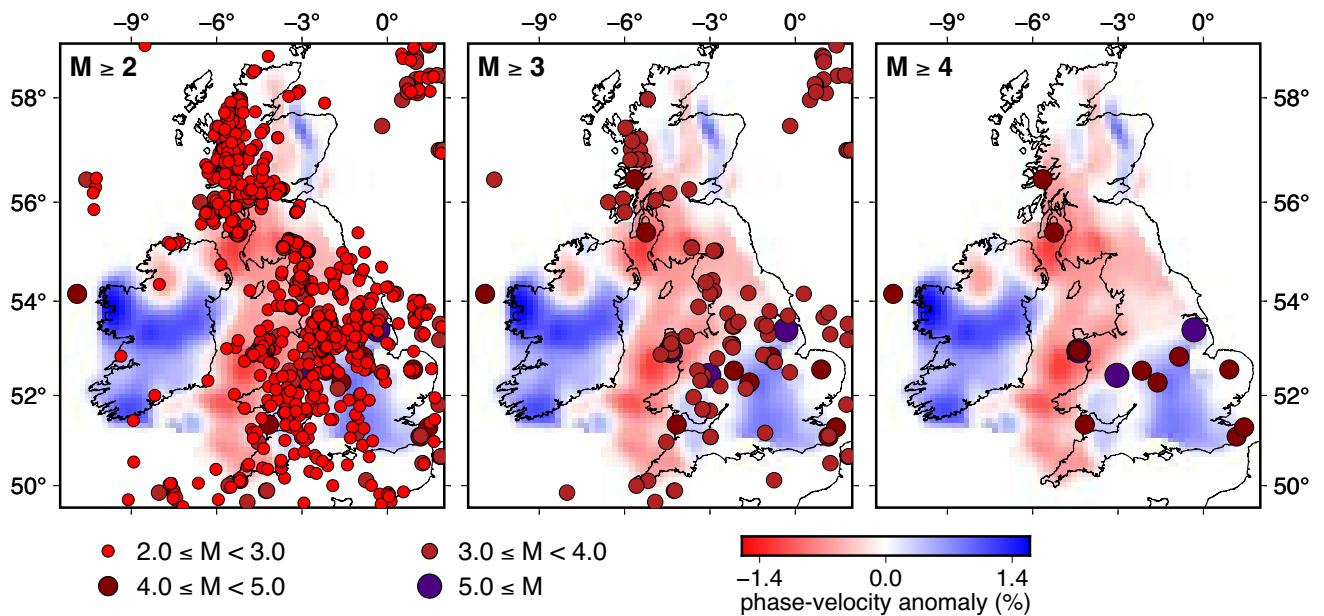 −9° −6° −3° 0° −9° −6° −3° 0° −9° −6° −3° 0°
M ≥ 2 M ≥ 3 M ≥ 4
58° 58°
56° 56°
54° 54°
52° 52°
50° 50°
2.0 ≤ M < 3.0 3.0 ≤ M < 4.0
4.0 ≤ M < 5.0 5.0 ≤ M
−1.4 0.0 1.4
phase−velocity anomaly (%)